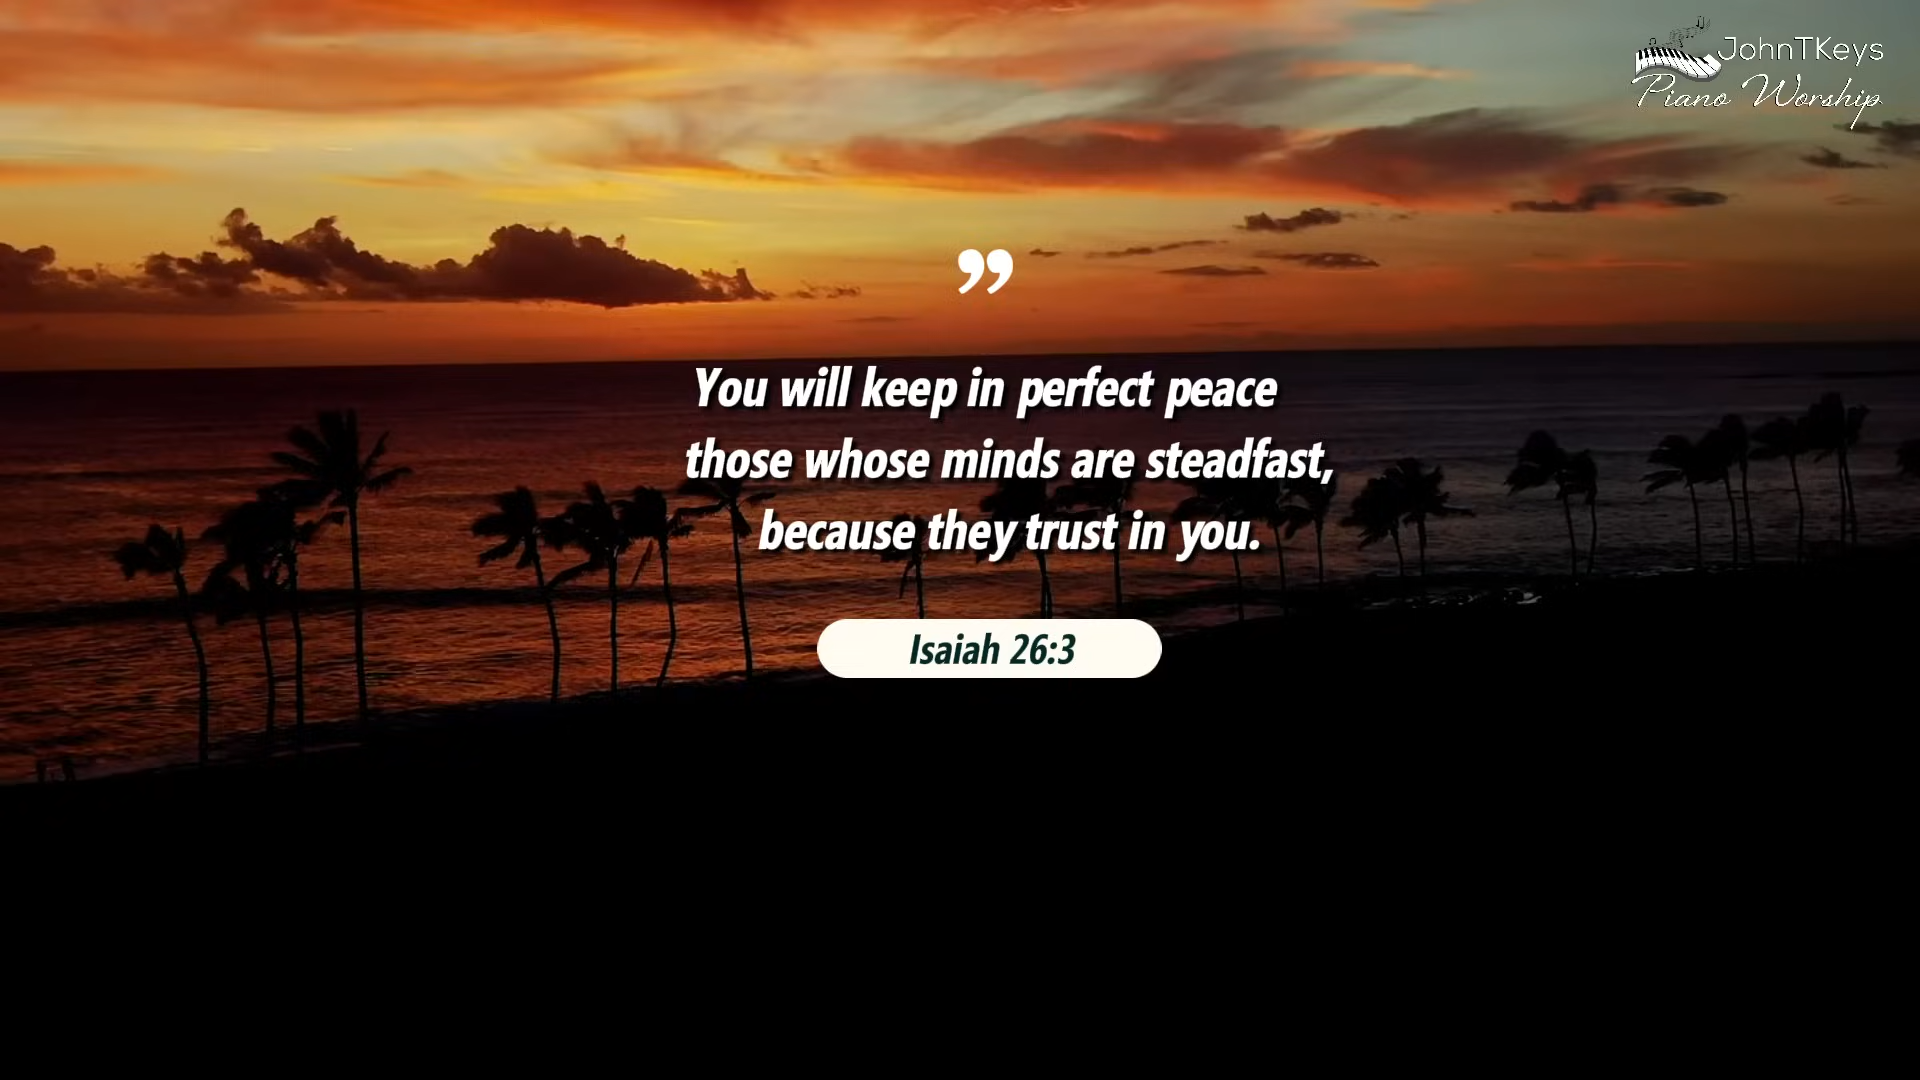 JohnTKeys
Piano Worship
”
You will keep in perfect peace
those whose minds are steadfast,
because they trust in you.
Isaiah 26:3